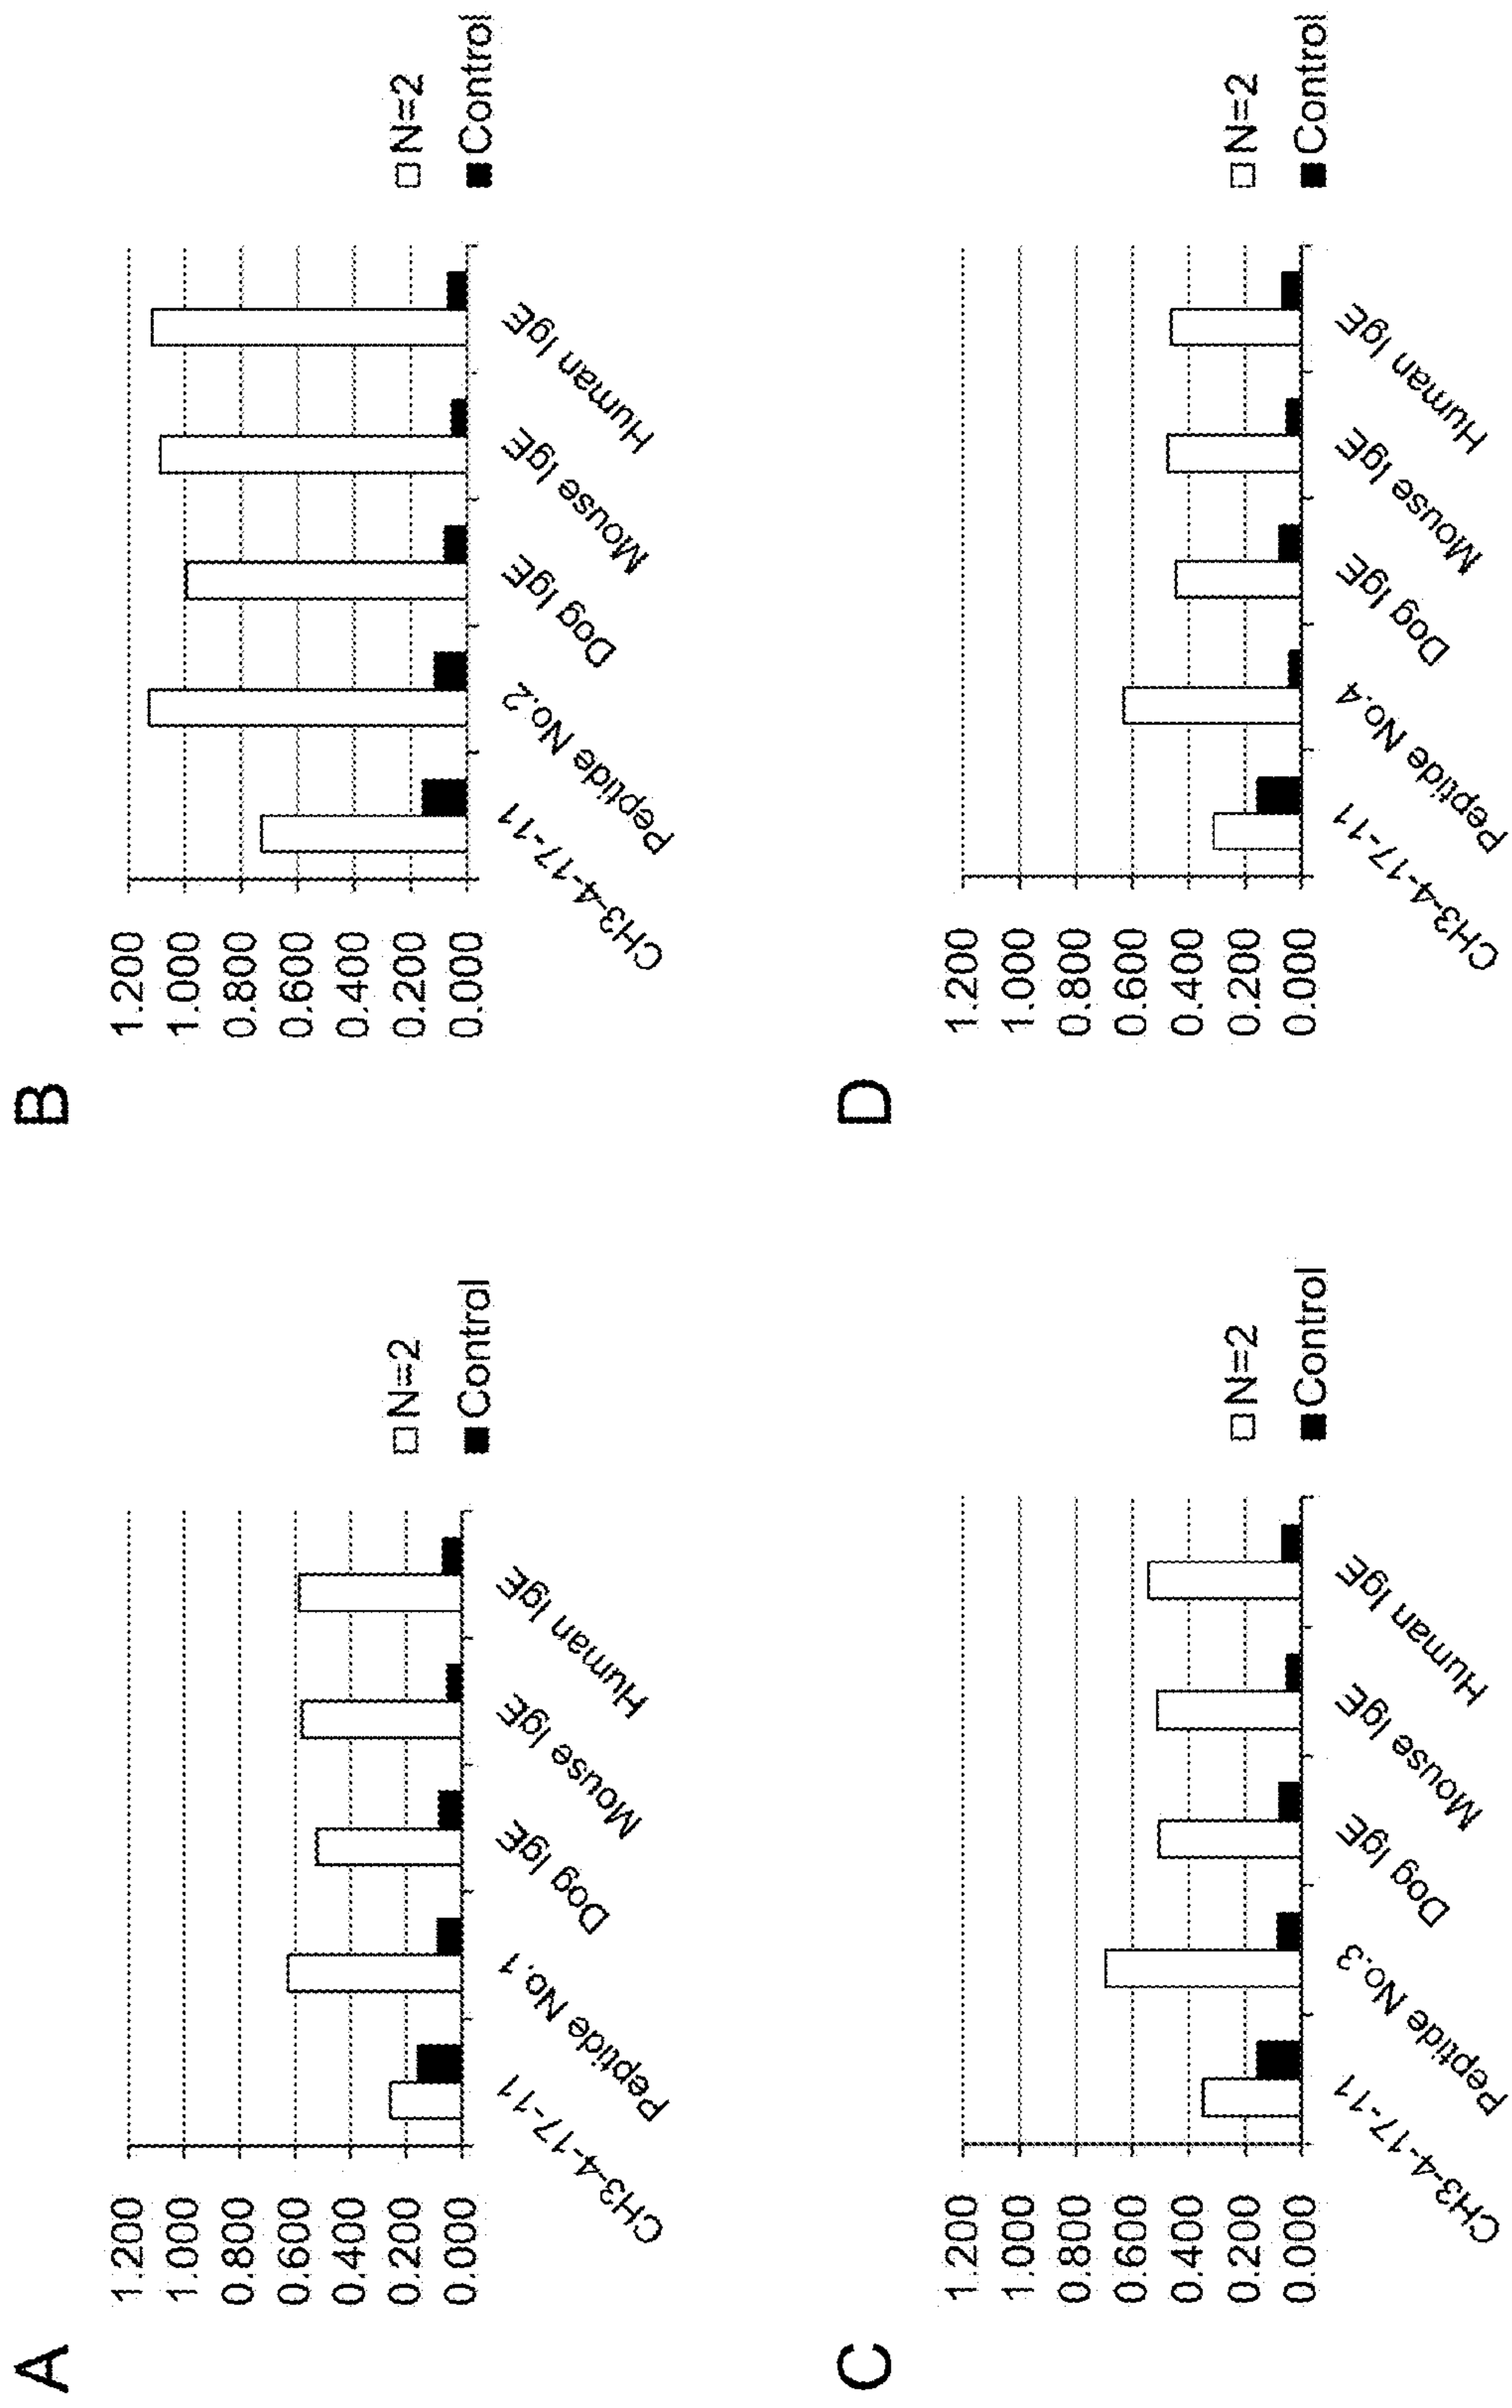 A
1.200
1.000
0.800
0.600
0.400
0.200
0.000
CH3-4-17-11
Peptide No.1
Dog IgE
Mouse IgE
Human IgE
N=2
Control
B
1.200
1.000
0.800
0.600
0.400
0.200
0.000
CH3-4-17-11
Peptide No.2
Dog IgE
Mouse IgE
Human IgE
N=2
Control
C
1.200
1.000
0.800
0.600
0.400
0.200
0.000
CH3-4-17-11
Peptide No.3
Dog IgE
Mouse IgE
Human IgE
N=2
Control
D
1.200
1.000
0.800
0.600
0.400
0.200
0.000
CH3-4-17-11
Peptide No.4
Dog IgE
Mouse IgE
Human IgE
N=2
Control